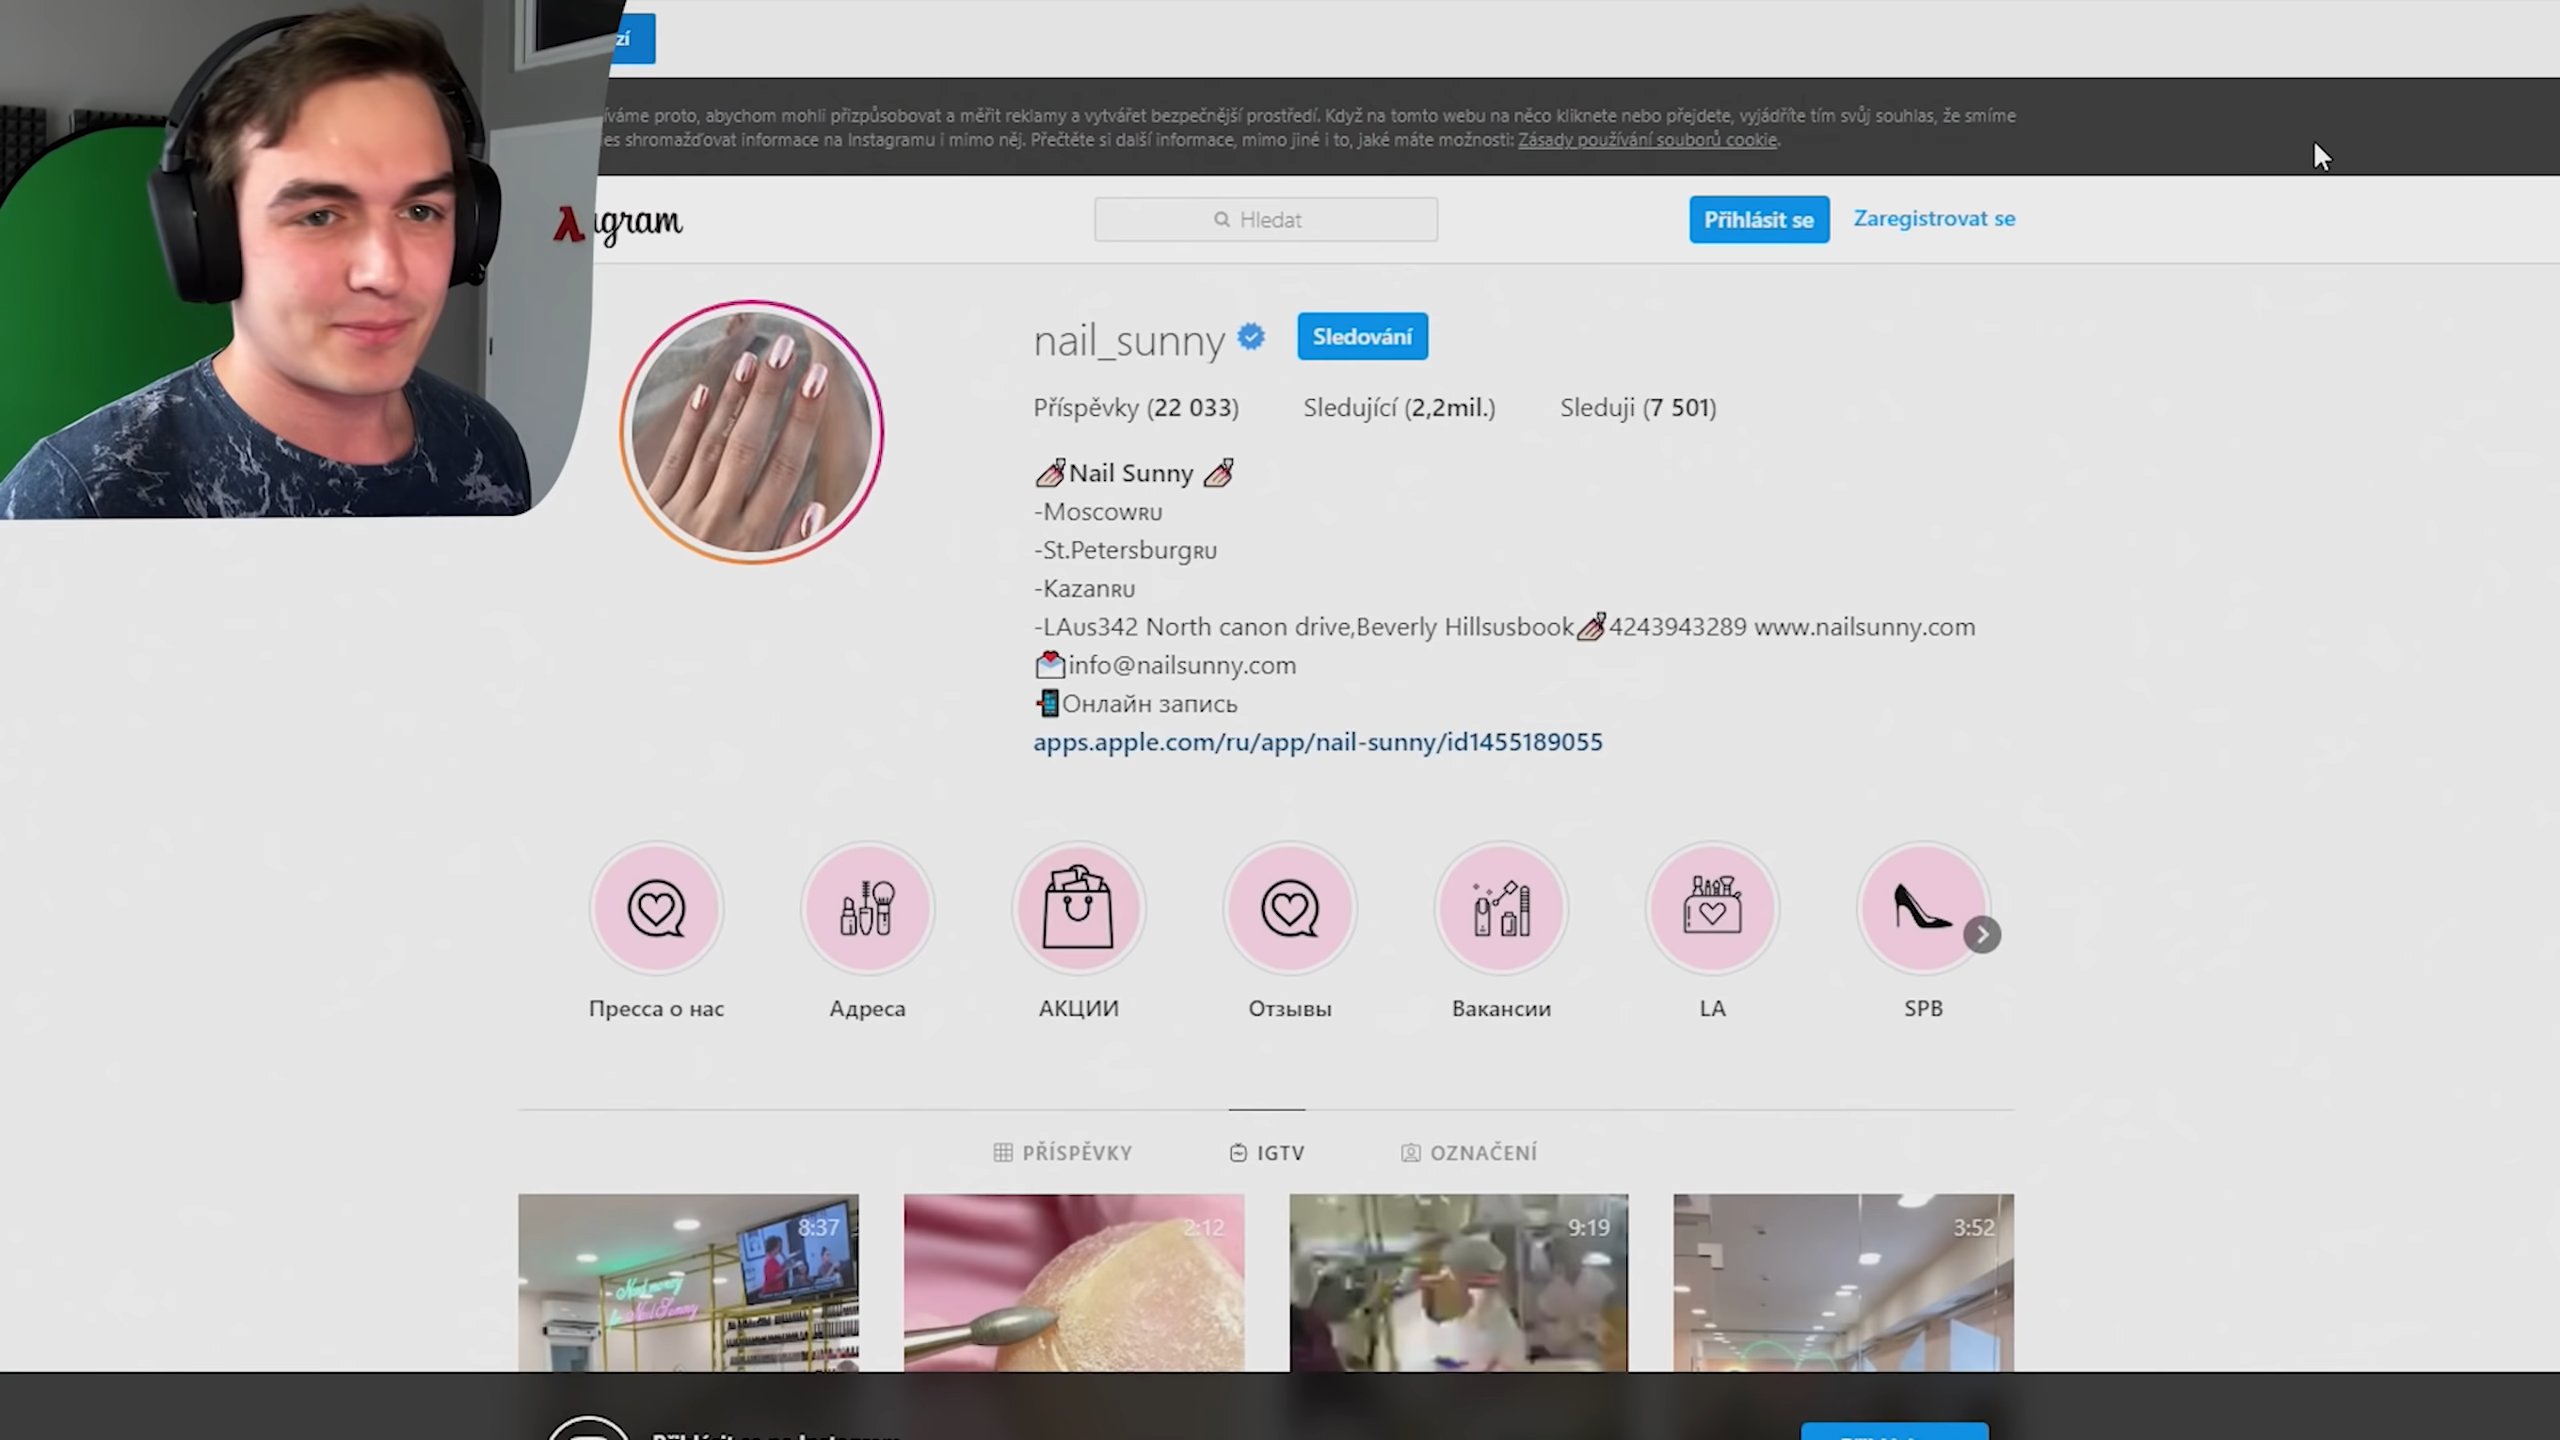 zí
íváme proto, abychom mohli přizpůsobovat a měřit reklamy a vytvářet bezpečnější prostředí. Když na tomto webu na něco kliknete nebo přejdete, vyjádříte tím svůj souhlas, že smíme
ies shromažďovat informace na Instagramu i mimo něj. Přečtěte si další informace, mimo jiné i to, jaké máte možnosti: Zásady používání souborů cookie.
λ agram
Hledat
Přihlásit se
Zaregistrovat se
nail_sunny
Sledování
Příspěvky (22 033)
Sledující (2,2mil.)
Sleduji (7 501)
💅Nail Sunny 💅
-MoscowRU
-St.PetersburgRU
-KazanRU
-LAus342 North canon drive,Beverly Hillsusbook💅4243943289 www.nailsunny.com
💌info@nailsunny.com
📲Онлайн запись
apps.apple.com/ru/app/nail-sunny/id1455189055
Пресса о нас
Адреса
АКЦИИ
Отзывы
Вакансии
LA
SPB
PŘÍSPĚVKY
IGTV
OZNAČENÍ
8:37
2:12
9:19
3:52
Nail Sunny